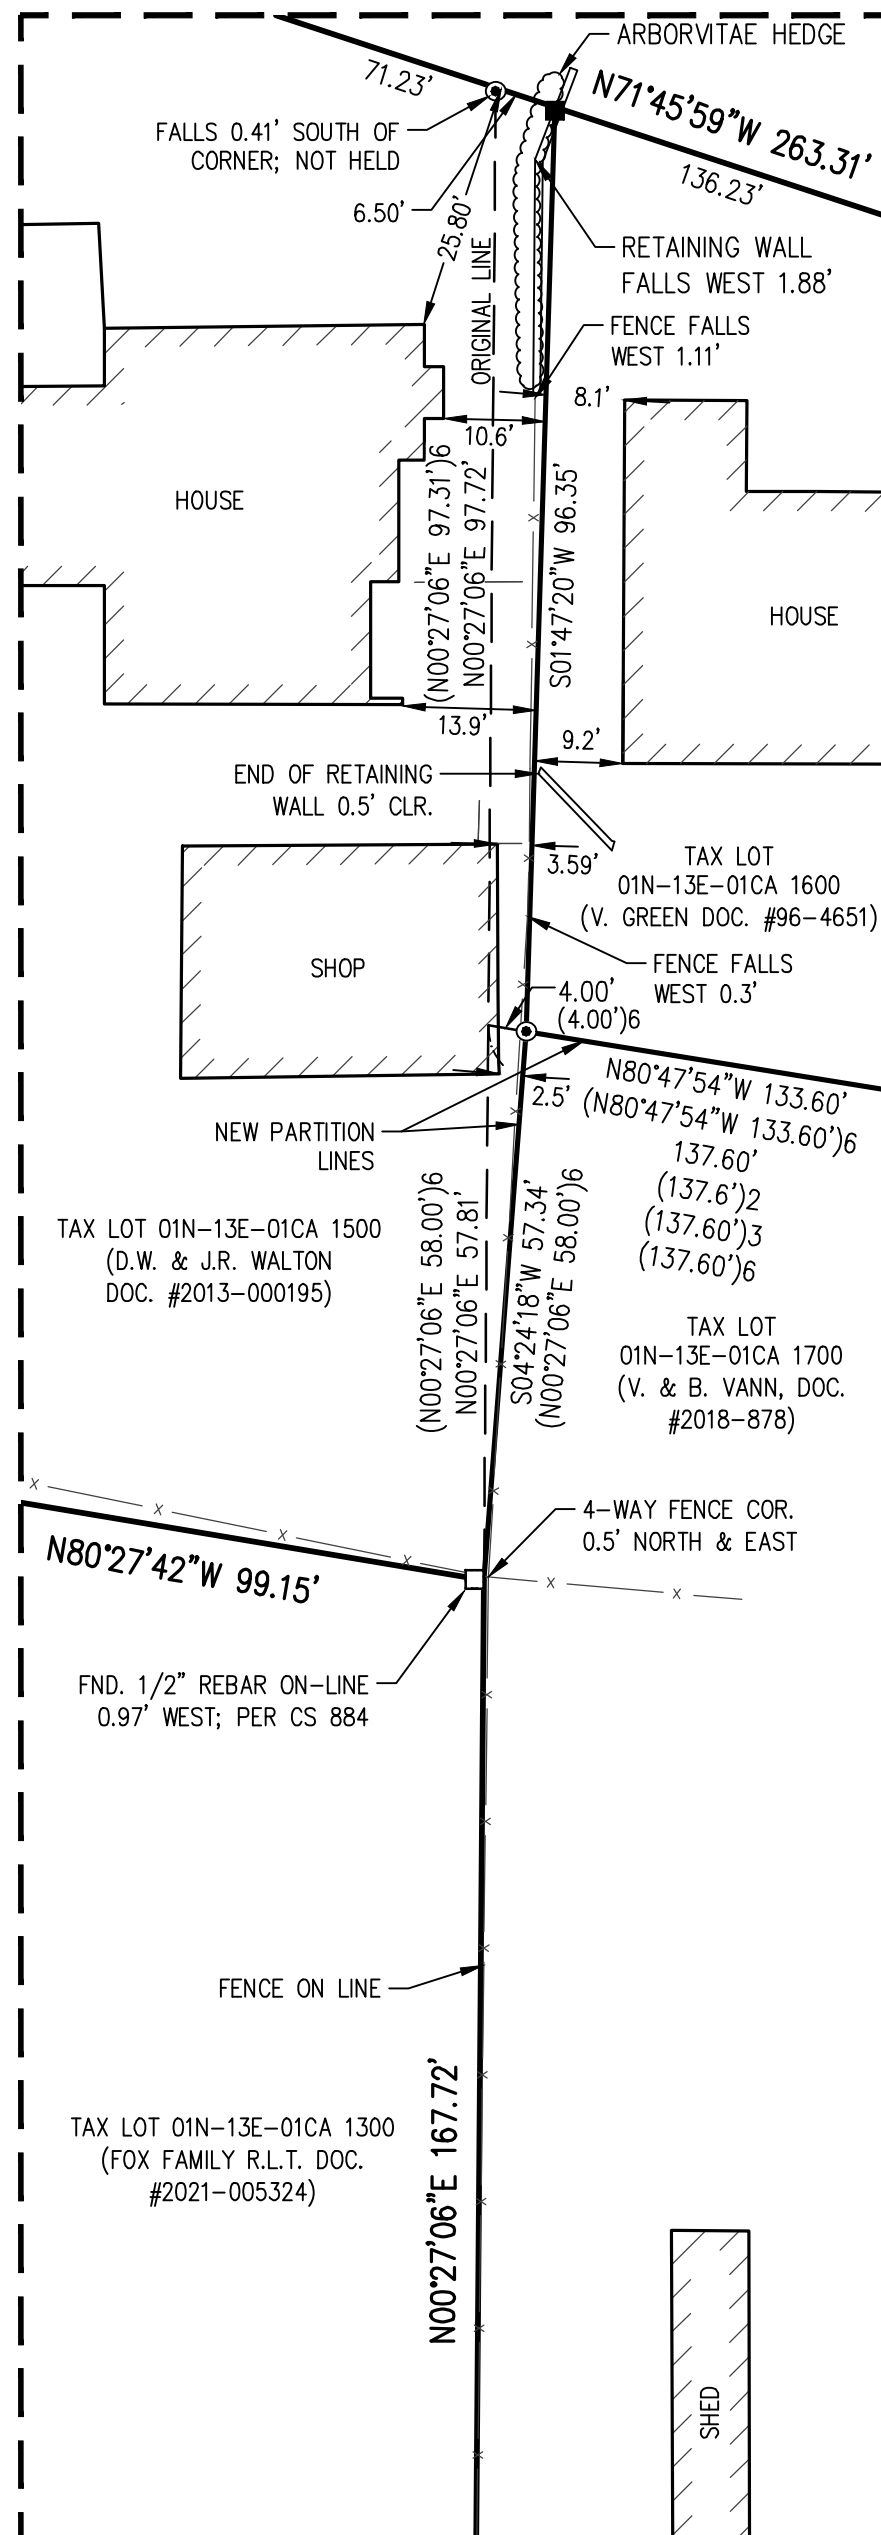 ARBORVITAE HEDGE
71.23'
N71°45'59"W 263.31'
136.23'
FALLS 0.41' SOUTH OF
CORNER; NOT HELD
6.50'
25.80'
ORIGINAL LINE
RETAINING WALL
FALLS WEST 1.88'
FENCE FALLS
WEST 1.11'
8.1'
10.6'
HOUSE
(N00°27'06"E 97.31')6
N00°27'06"E 97.72'
S01°47'20"W 96.35'
HOUSE
13.9'
9.2'
END OF RETAINING
WALL 0.5' CLR.
3.59'
TAX LOT
01N-13E-01CA 1600
(V. GREEN DOC. #96-4651)
SHOP
FENCE FALLS
WEST 0.3'
4.00'
(4.00')6
N80°47'54"W 133.60'
(N80°47'54"W 133.60')6
137.60'
(137.6')2
(137.60')3
(137.60')6
2.5'
NEW PARTITION
LINES
TAX LOT 01N-13E-01CA 1500
(D.W. & J.R. WALTON
DOC. #2013-000195)
(N00°27'06"E 58.00')6
N00°27'06"E 57.81'
S04°24'18"W 57.34'
(N00°27'06"E 58.00')6
TAX LOT
01N-13E-01CA 1700
(V. & B. VANN, DOC.
#2018-878)
4-WAY FENCE COR.
0.5' NORTH & EAST
N80°27'42"W 99.15'
FND. 1/2" REBAR ON-LINE
0.97' WEST; PER CS 884
FENCE ON LINE
N00°27'06"E 167.72'
TAX LOT 01N-13E-01CA 1300
(FOX FAMILY R.L.T. DOC.
#2021-005324)
SHED